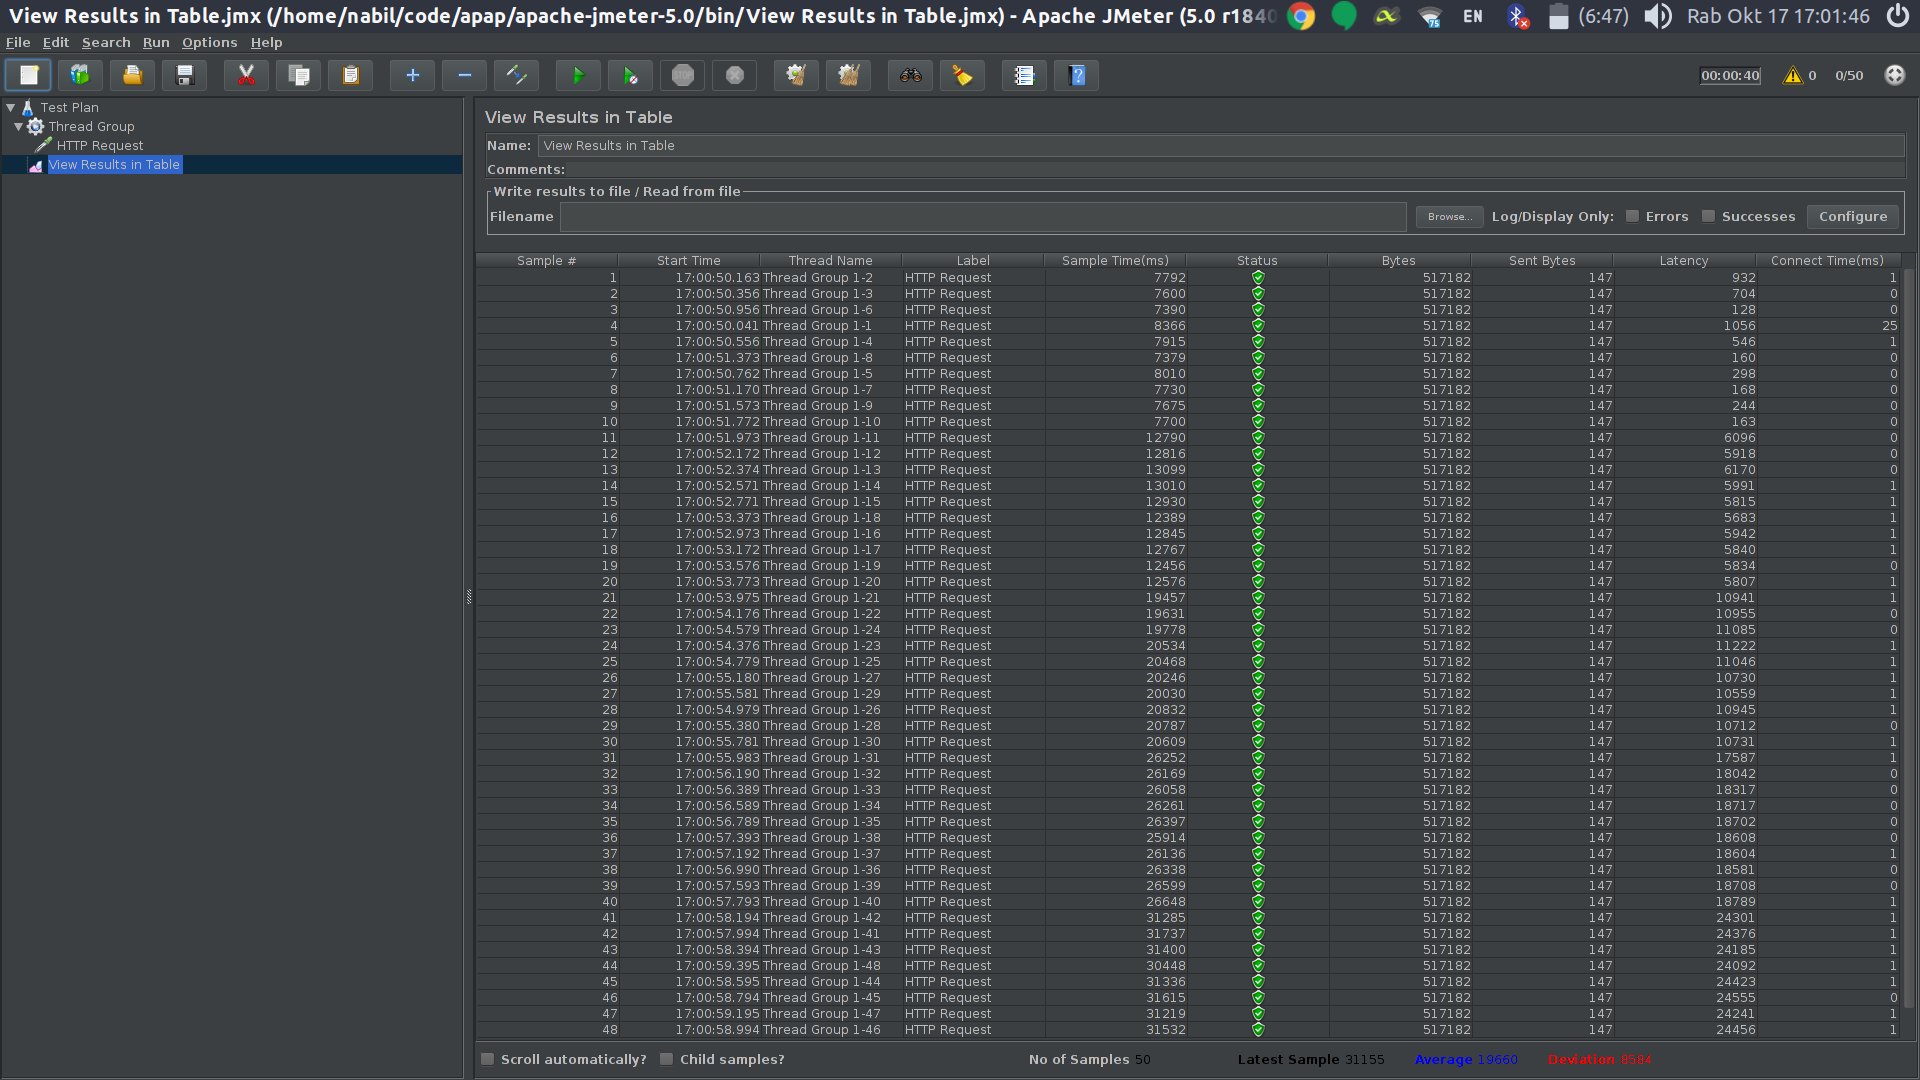 View Results in Table.jmx (/home/nabil/code/apap/apache-jmeter-5.0/bin/View Results in Table.jmx) - Apache JMeter (5.0 r1840
75 EN (6:47) Rab Okt 17 17:01:46
File Edit Search Run Options Help
STOP 00:00:40 0 0/50
Test Plan
Thread Group
HTTP Request
View Results in Table
View Results in Table
Name: View Results in Table
Comments:
Write results to file / Read from file
Filename Browse... Log/Display Only: Errors Successes Configure
Sample # Start Time Thread Name Label Sample Time(ms) Status Bytes Sent Bytes Latency Connect Time(ms)
1 17:00:50.163 Thread Group 1-2 HTTP Request 7792 517182 147 932 1
2 17:00:50.356 Thread Group 1-3 HTTP Request 7600 517182 147 704 0
3 17:00:50.956 Thread Group 1-6 HTTP Request 7390 517182 147 128 0
4 17:00:50.041 Thread Group 1-1 HTTP Request 8366 517182 147 1056 25
5 17:00:50.556 Thread Group 1-4 HTTP Request 7915 517182 147 546 1
6 17:00:51.373 Thread Group 1-8 HTTP Request 7379 517182 147 160 0
7 17:00:50.762 Thread Group 1-5 HTTP Request 8010 517182 147 298 0
8 17:00:51.170 Thread Group 1-7 HTTP Request 7730 517182 147 168 0
9 17:00:51.573 Thread Group 1-9 HTTP Request 7675 517182 147 244 0
10 17:00:51.772 Thread Group 1-10 HTTP Request 7700 517182 147 163 0
11 17:00:51.973 Thread Group 1-11 HTTP Request 12790 517182 147 6096 0
12 17:00:52.172 Thread Group 1-12 HTTP Request 12816 517182 147 5918 0
13 17:00:52.374 Thread Group 1-13 HTTP Request 13099 517182 147 6170 0
14 17:00:52.571 Thread Group 1-14 HTTP Request 13010 517182 147 5991 1
15 17:00:52.771 Thread Group 1-15 HTTP Request 12930 517182 147 5815 1
16 17:00:53.373 Thread Group 1-18 HTTP Request 12389 517182 147 5683 1
17 17:00:52.973 Thread Group 1-16 HTTP Request 12845 517182 147 5942 1
18 17:00:53.172 Thread Group 1-17 HTTP Request 12767 517182 147 5840 1
19 17:00:53.576 Thread Group 1-19 HTTP Request 12456 517182 147 5834 0
20 17:00:53.773 Thread Group 1-20 HTTP Request 12576 517182 147 5807 1
21 17:00:53.975 Thread Group 1-21 HTTP Request 19457 517182 147 10941 1
22 17:00:54.176 Thread Group 1-22 HTTP Request 19631 517182 147 10955 0
23 17:00:54.579 Thread Group 1-24 HTTP Request 19778 517182 147 11085 0
24 17:00:54.376 Thread Group 1-23 HTTP Request 20534 517182 147 11222 1
25 17:00:54.779 Thread Group 1-25 HTTP Request 20468 517182 147 11046 1
26 17:00:55.180 Thread Group 1-27 HTTP Request 20246 517182 147 10730 1
27 17:00:55.581 Thread Group 1-29 HTTP Request 20030 517182 147 10559 1
28 17:00:54.979 Thread Group 1-26 HTTP Request 20832 517182 147 10945 1
29 17:00:55.380 Thread Group 1-28 HTTP Request 20787 517182 147 10712 0
30 17:00:55.781 Thread Group 1-30 HTTP Request 20609 517182 147 10731 1
31 17:00:55.983 Thread Group 1-31 HTTP Request 26252 517182 147 17587 1
32 17:00:56.190 Thread Group 1-32 HTTP Request 26169 517182 147 18042 0
33 17:00:56.389 Thread Group 1-33 HTTP Request 26058 517182 147 18317 0
34 17:00:56.589 Thread Group 1-34 HTTP Request 26261 517182 147 18717 0
35 17:00:56.789 Thread Group 1-35 HTTP Request 26397 517182 147 18702 0
36 17:00:57.393 Thread Group 1-38 HTTP Request 25914 517182 147 18608 0
37 17:00:57.192 Thread Group 1-37 HTTP Request 26136 517182 147 18604 1
38 17:00:56.990 Thread Group 1-36 HTTP Request 26338 517182 147 18581 0
39 17:00:57.593 Thread Group 1-39 HTTP Request 26599 517182 147 18708 0
40 17:00:57.793 Thread Group 1-40 HTTP Request 26648 517182 147 18789 1
41 17:00:58.194 Thread Group 1-42 HTTP Request 31285 517182 147 24301 1
42 17:00:57.994 Thread Group 1-41 HTTP Request 31737 517182 147 24376 1
43 17:00:58.394 Thread Group 1-43 HTTP Request 31400 517182 147 24185 1
44 17:00:59.395 Thread Group 1-48 HTTP Request 30448 517182 147 24092 1
45 17:00:58.595 Thread Group 1-44 HTTP Request 31336 517182 147 24423 1
46 17:00:58.794 Thread Group 1-45 HTTP Request 31615 517182 147 24555 0
47 17:00:59.195 Thread Group 1-47 HTTP Request 31219 517182 147 24241 1
48 17:00:58.994 Thread Group 1-46 HTTP Request 31532 517182 147 24456 1
Scroll automatically? Child samples? No of Samples 50 Latest Sample 31155 Average 19660 Deviation 8584